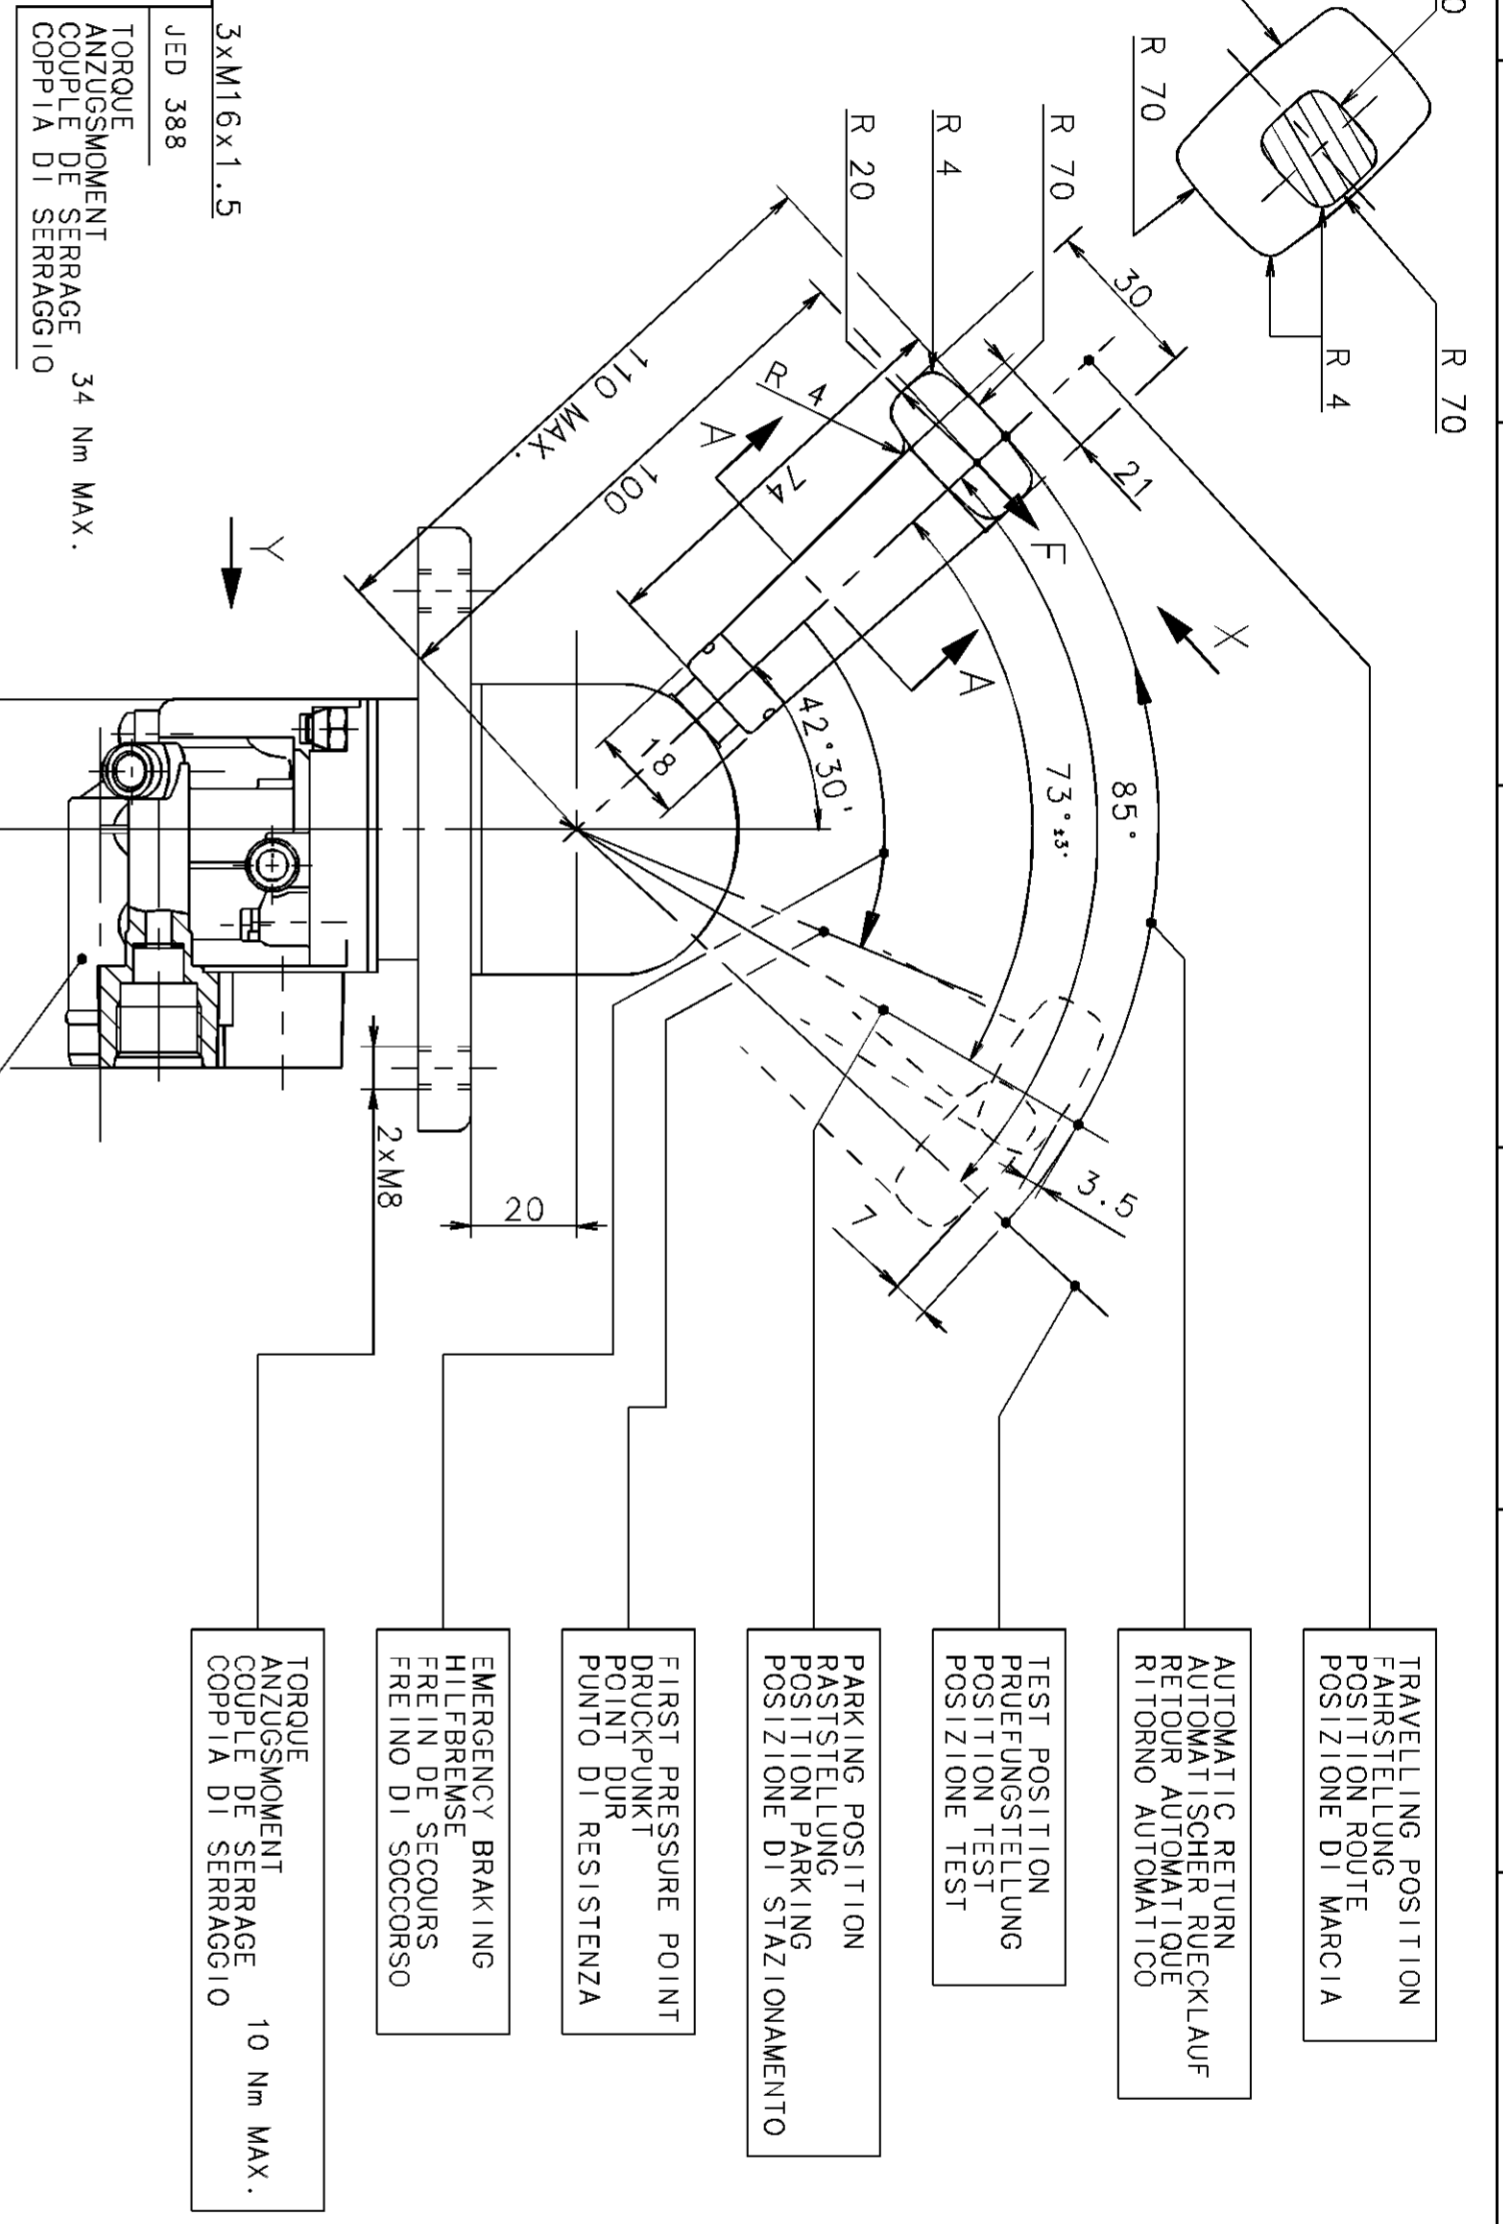 R 70
R 4
R 70
30
21
R 70
R 4
R 20
R 4
X
F
A
A
85°
73°±3°
42°30'
18
74
100
110 MAX.
3.5
7
20
2xM8
Y
3xM16x1.5
JED 388
TORQUE
ANZUGSMOMENT
COUPLE DE SERRAGE 34 Nm MAX.
COPPIA DI SERRAGGIO
TRAVELLING POSITION
FAHRSTELLUNG
POSITION ROUTE
POSIZIONE DI MARCIA
AUTOMATIC RETURN
AUTOMATISCHER RUECKLAUF
RETOUR AUTOMATIQUE
RITORNO AUTOMATICO
TEST POSITION
PRUEFUNGSTELLUNG
POSITION TEST
POSIZIONE TEST
PARKING POSITION
RASTSTELLUNG
POSITION PARKING
POSIZIONE DI STAZIONAMENTO
FIRST PRESSURE POINT
DRUCKPUNKT
POINT DUR
PUNTO DI RESISTENZA
EMERGENCY BRAKING
HILFBREMSE
FREIN DE SECOURS
FREINO DI SOCCORSO
TORQUE
ANZUGSMOMENT
COUPLE DE SERRAGE 10 Nm MAX.
COPPIA DI SERRAGGIO